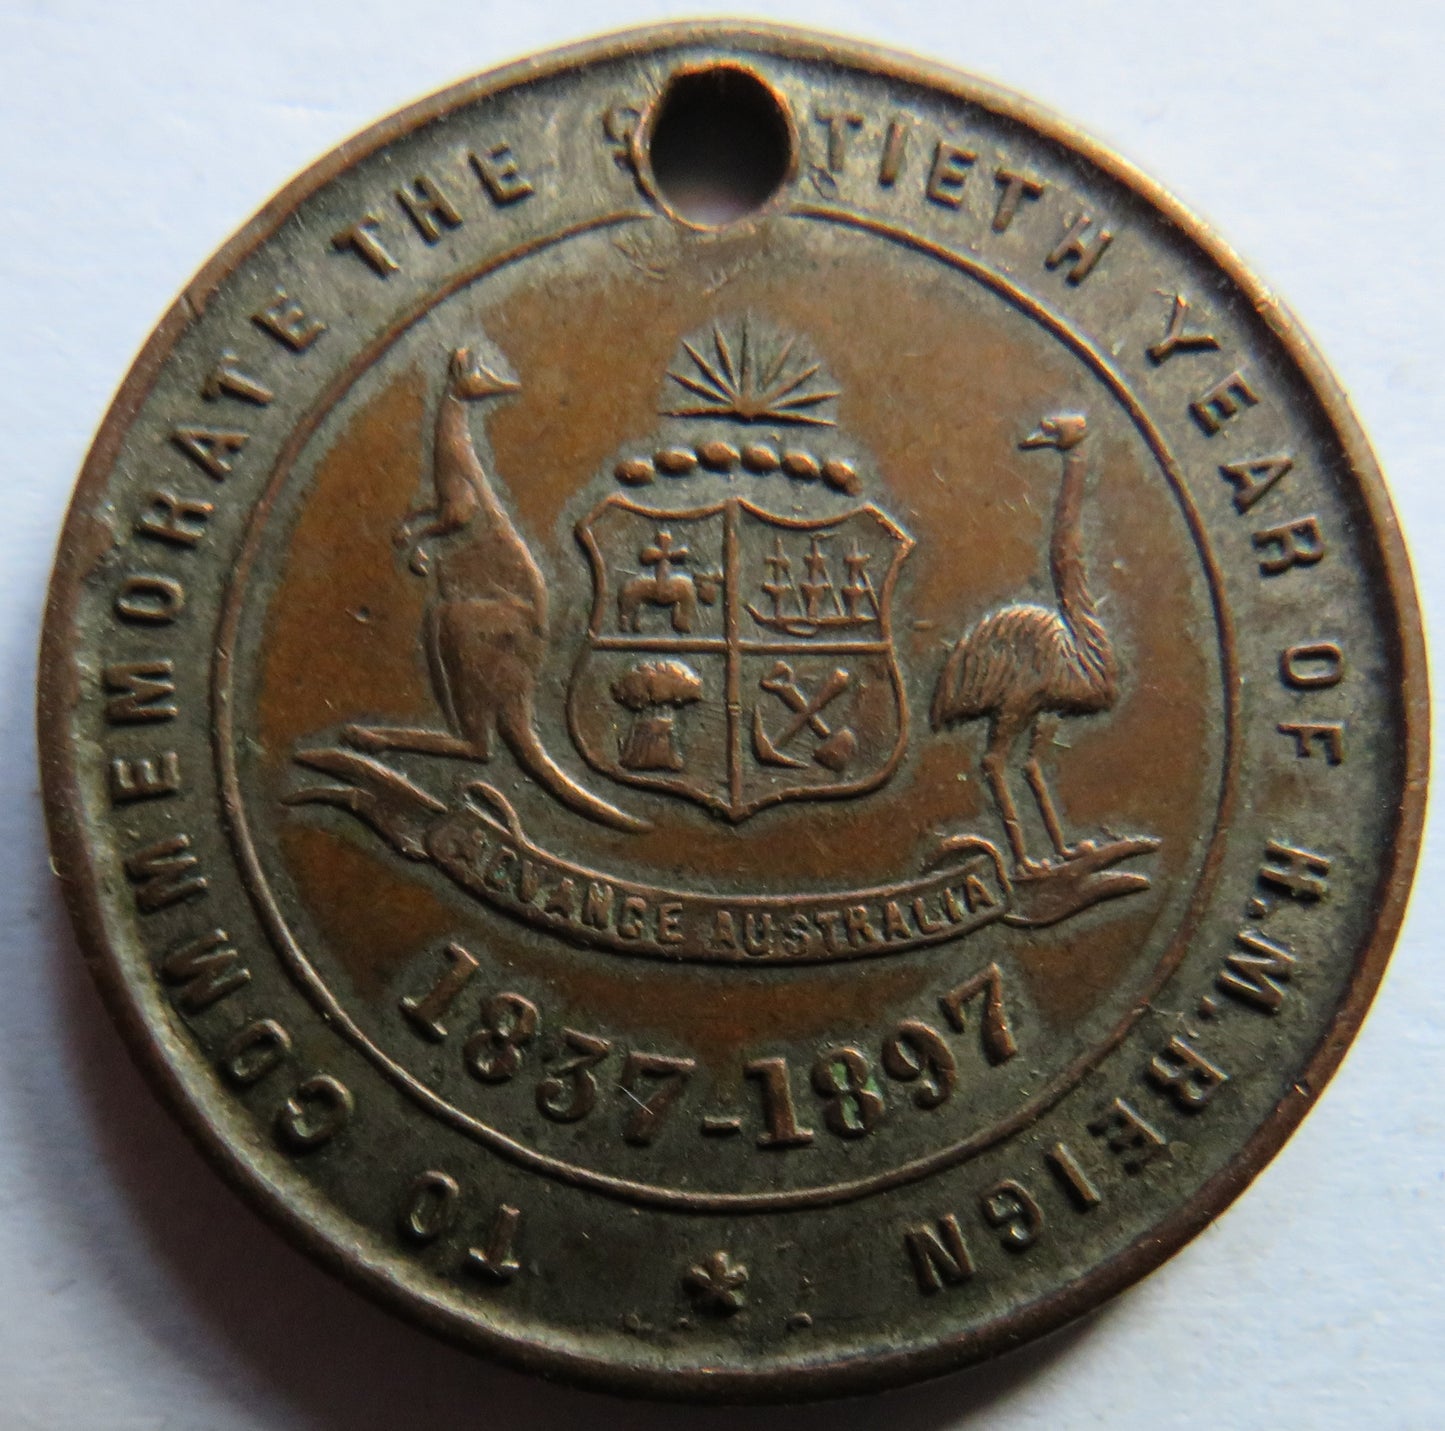 TO COMMEMORATE THE TIETH YEAR OF H.M. REIGN
ADVANCE AUSTRALIA
1837-1897